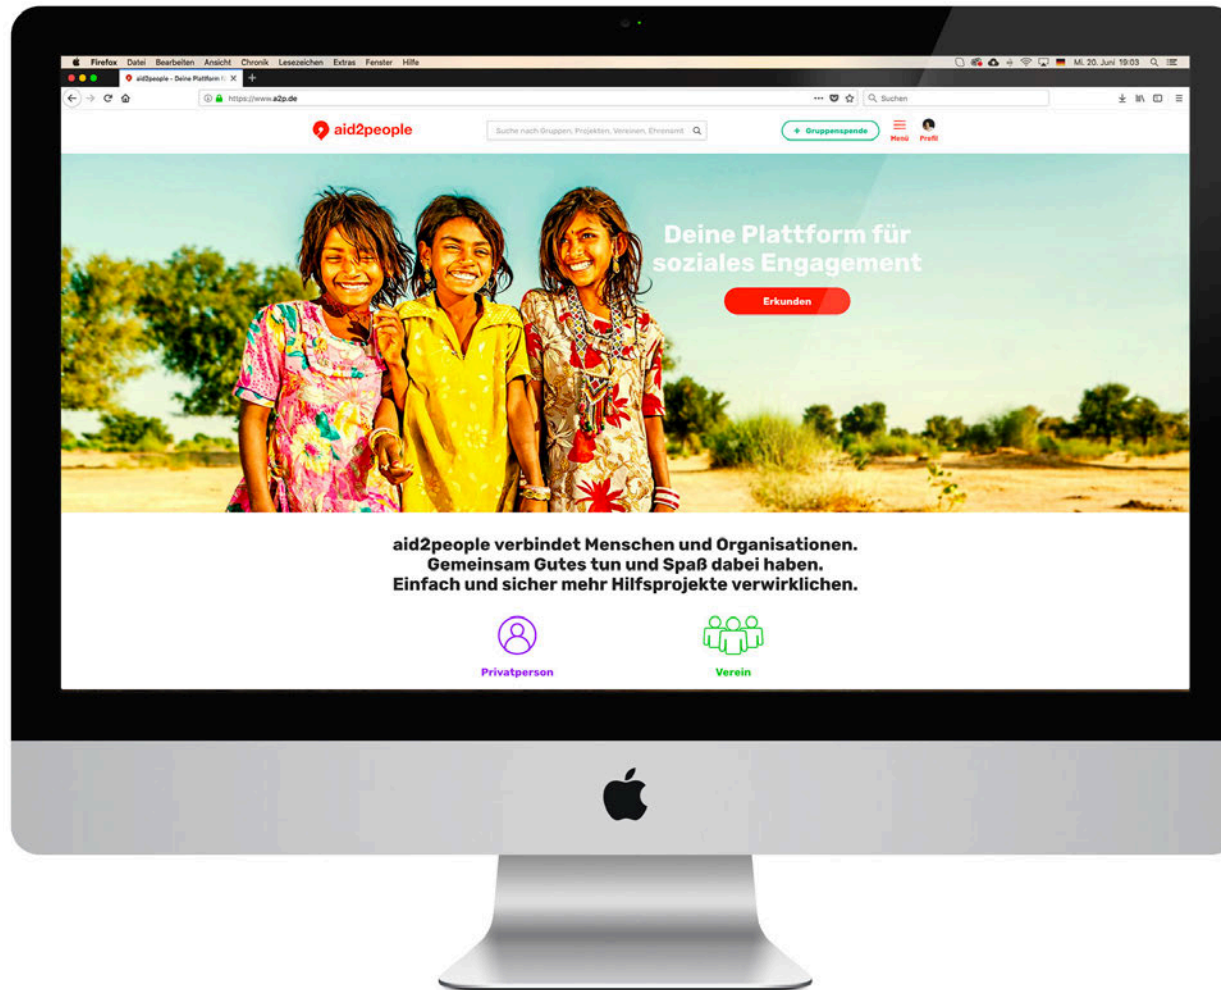 Firefox Datei Bearbeiten Ansicht Chronik Lesezeichen Extras Fenster Hilfe
Mi. 20. Juni 19:03
aid2people - Deine Plattform fü
https://www.a2p.de
Suchen
aid2people
Suche nach Gruppen, Projekten, Vereinen, Ehrenamt
+ Gruppenspende
Menü
Profil
Deine Plattform für
soziales Engagement
Erkunden
aid2people verbindet Menschen und Organisationen.
Gemeinsam Gutes tun und Spaß dabei haben.
Einfach und sicher mehr Hilfsprojekte verwirklichen.
Privatperson
Verein